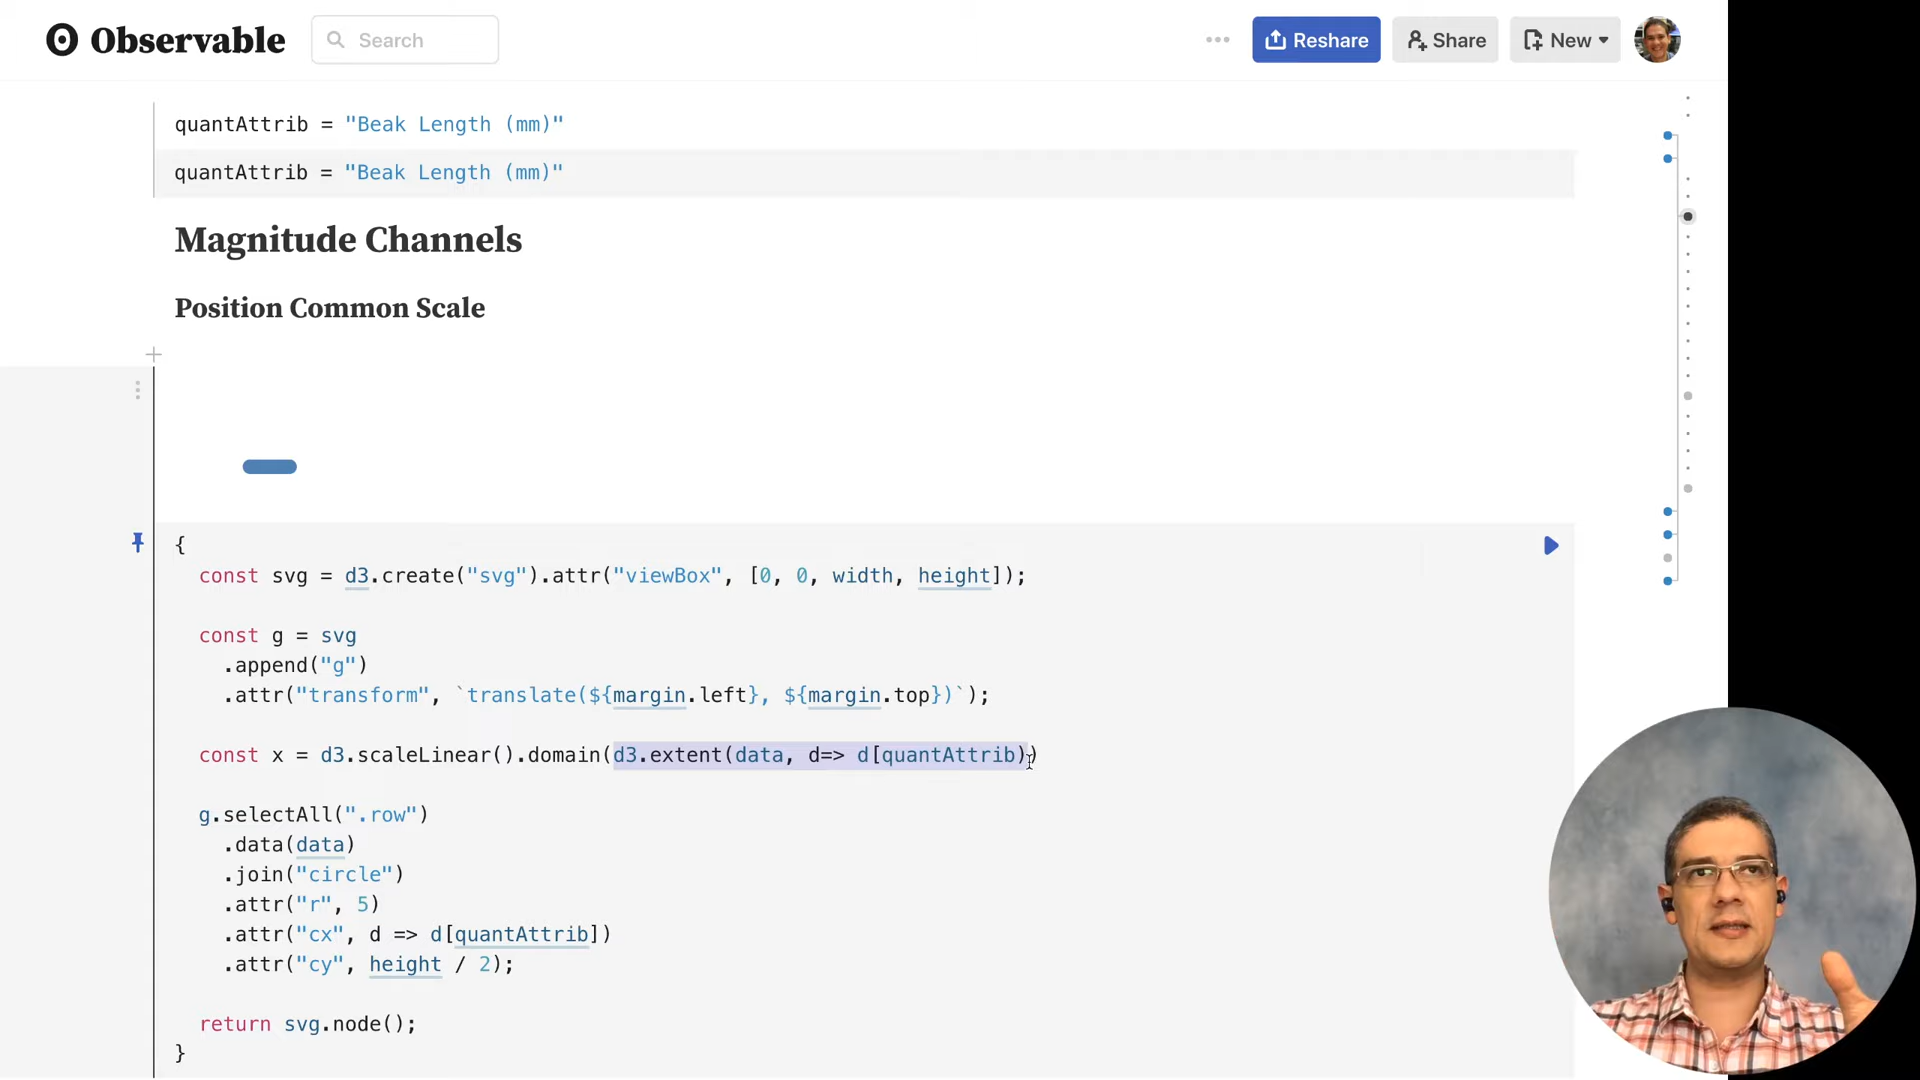 Observable
Search
Reshare
Share
New
quantAttrib = "Beak Length (mm)"
quantAttrib = "Beak Length (mm)"
Magnitude Channels
Position Common Scale
{
const svg = d3.create("svg").attr("viewBox", [0, 0, width, height]);
const g = svg
.append("g")
.attr("transform", `translate(${margin.left}, ${margin.top})`);
const x = d3.scaleLinear().domain(d3.extent(data, d=> d[quantAttrib))
g.selectAll(".row")
.data(data)
.join("circle")
.attr("r", 5)
.attr("cx", d => d[quantAttrib])
.attr("cy", height / 2);
return svg.node();
}